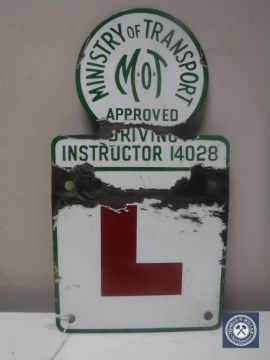 MINISTRY OF TRANSPORT
M·O·T
APPROVED
DRIVING
INSTRUCTOR 14028
L